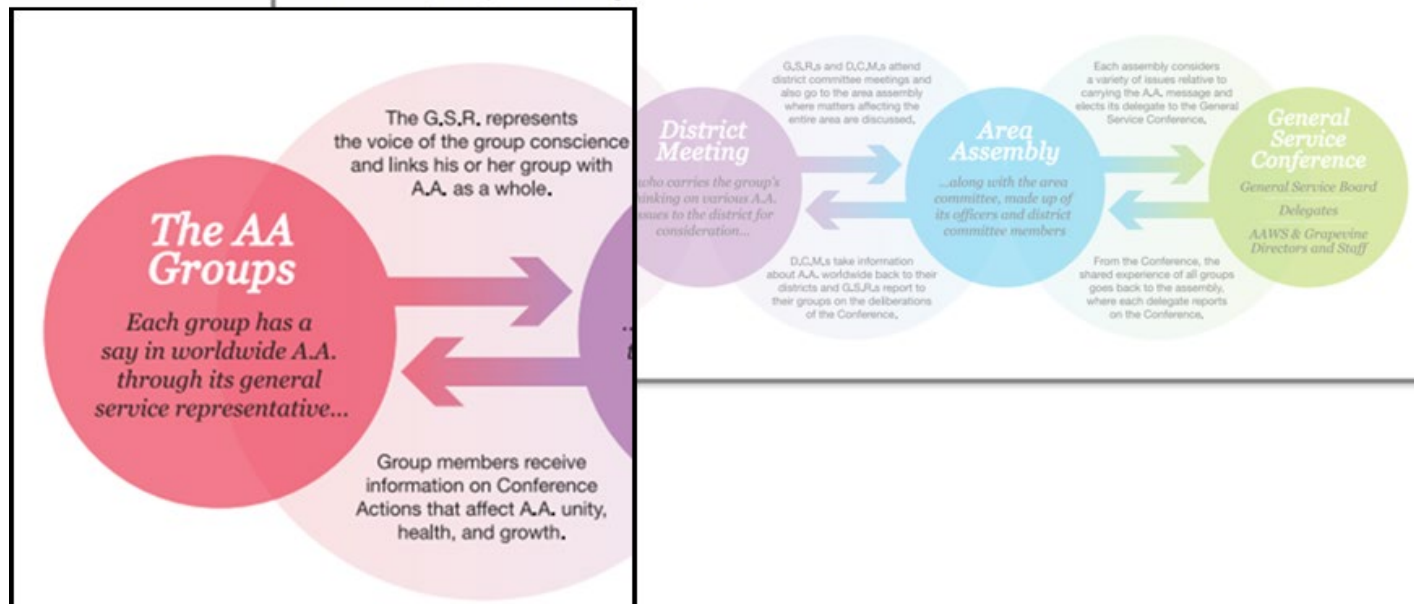 The G.S.R. represents
the voice of the group conscience
and links his or her group with
A.A. as a whole.
The AA
Groups
Each group has a
say in worldwide A.A.
through its general
service representative...
Group members receive
information on Conference
Actions that affect A.A. unity,
health, and growth.
District
Meeting
who carries the group's
inking on various A.A.
sues to the district for
consideration...
G.S.R.s and D.C.M.s attend
district committee meetings and
also go to the area assembly
where matters affecting the
entire area are discussed.
D.C.M.s take information
about A.A. worldwide back to their
districts and G.S.R.s report to
their groups on the deliberations
of the Conference.
Area
Assembly
...along with the area
committee, made up of
its officers and district
committee members
Each assembly considers
a variety of issues relative to
carrying the A.A. message and
elects its delegate to the General
Service Conference.
From the Conference, the
shared experience of all groups
goes back to the assembly,
where each delegate reports
on the Conference.
General
Service
Conference
General Service Board
Delegates
AAWS & Grapevine
Directors and Staff